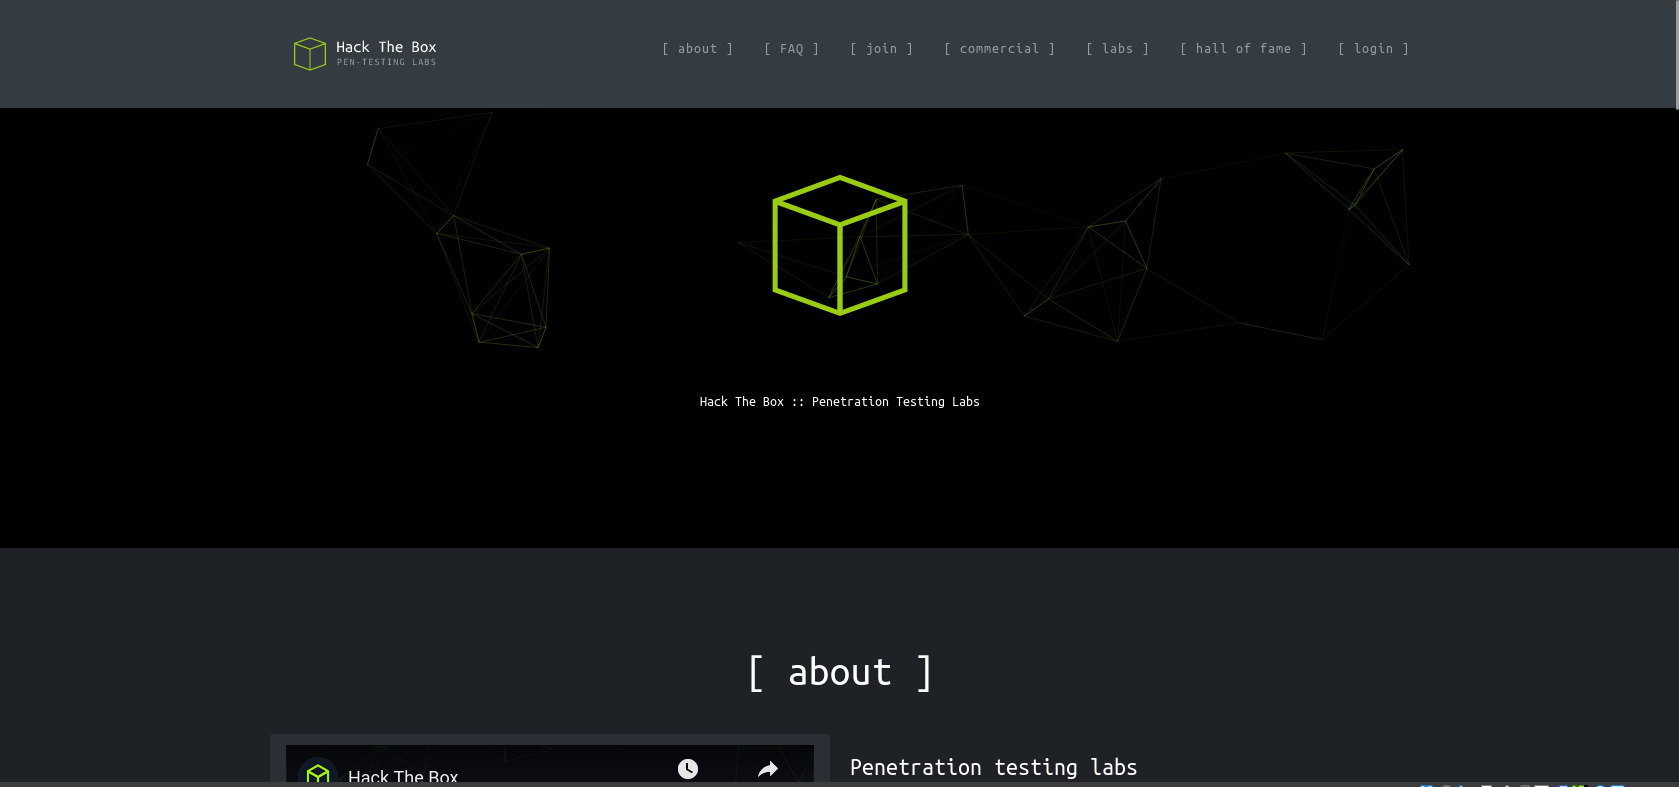 Hack The Box
PEN-TESTING LABS
[ about ] [ FAQ ] [ join ] [ commercial ] [ labs ] [ hall of fame ] [ login ]
Hack The Box :: Penetration Testing Labs
[ about ]
Hack The Box
Penetration testing labs